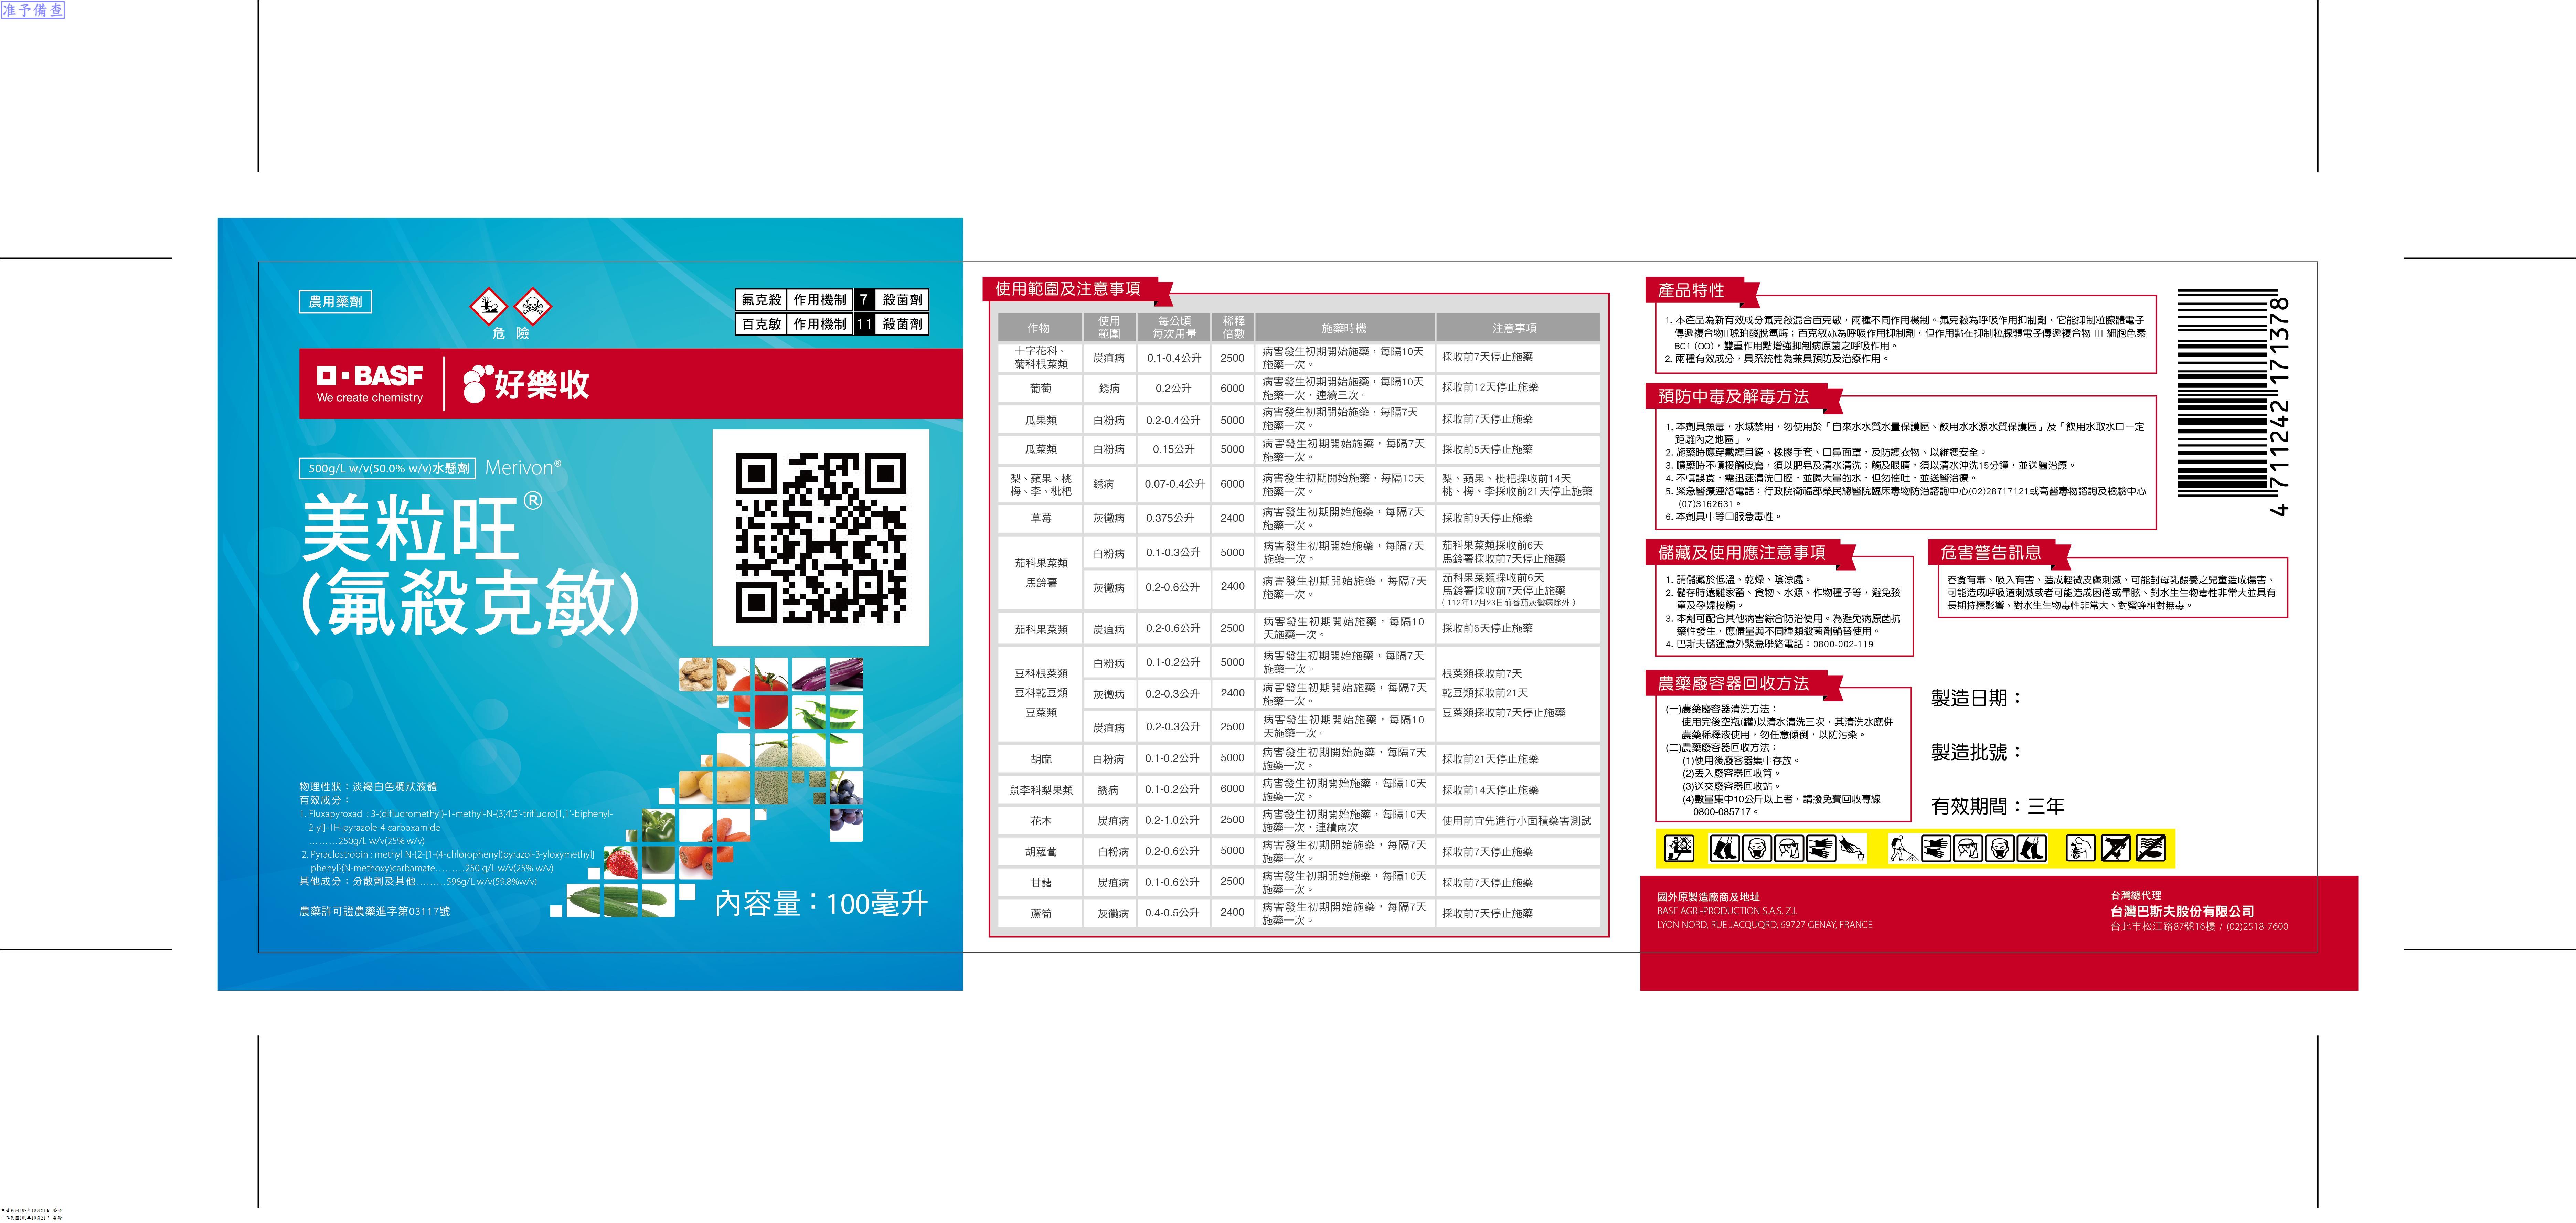 准予備查
農用藥劑
危 險
氟克殺 作用機制 7 殺菌劑
百克敏 作用機制 11 殺菌劑
BASF
We create chemistry
好樂收
500g/L w/v(50.0% w/v)水懸劑 Merivon®
美粒旺®
(氟殺克敏)
物理性狀：淡褐白色稠狀液體
有效成分：
1. Fluxapyroxad : 3-(difluoromethyl)-1-methyl-N-(3',4',5'-trifluoro[1,1'-biphenyl-
2-yl]-1H-pyrazole-4 carboxamide
.........250g/L w/v(25% w/v)
2. Pyraclostrobin : methyl N-{2-[1-(4-chlorophenyl)pyrazol-3-yloxymethyl]
phenyl}(N-methoxy)carbamate.........250 g/L w/v(25% w/v)
其他成分：分散劑及其他.........598g/L w/v(59.8%w/v)
農藥許可證農藥進字第03117號
內容量：100毫升
使用範圍及注意事項
作物 使用範圍 每公頃每次用量 稀釋倍數 施藥時機 注意事項
十字花科、菊科根菜類 炭疽病 0.1-0.4公升 2500 病害發生初期開始施藥，每隔10天施藥一次。 採收前7天停止施藥
葡萄 銹病 0.2公升 6000 病害發生初期開始施藥，每隔10天施藥一次，連續三次。 採收前12天停止施藥
瓜果類 白粉病 0.2-0.4公升 5000 病害發生初期開始施藥，每隔7天施藥一次。 採收前7天停止施藥
瓜菜類 白粉病 0.15公升 5000 病害發生初期開始施藥，每隔7天施藥一次。 採收前5天停止施藥
梨、蘋果、桃梅、李、枇杷 銹病 0.07-0.4公升 6000 病害發生初期開始施藥，每隔10天施藥一次。 梨、蘋果、枇杷採收前14天 桃、梅、李採收前21天停止施藥
草莓 灰黴病 0.375公升 2400 病害發生初期開始施藥，每隔7天施藥一次。 採收前9天停止施藥
茄科果菜類 馬鈴薯 白粉病 0.1-0.3公升 5000 病害發生初期開始施藥，每隔7天施藥一次。 茄科果菜類採收前6天 馬鈴薯採收前7天停止施藥
灰黴病 0.2-0.6公升 2400 病害發生初期開始施藥，每隔7天施藥一次。 茄科果菜類採收前6天 馬鈴薯採收前7天停止施藥 (112年12月23日前番茄灰黴病除外)
茄科果菜類 炭疽病 0.2-0.6公升 2500 病害發生初期開始施藥，每隔10天施藥一次。 採收前6天停止施藥
豆科根菜類 豆科乾豆類 豆菜類 白粉病 0.1-0.2公升 5000 病害發生初期開始施藥，每隔7天施藥一次。 根菜類採收前7天 乾豆類採收前21天 豆菜類採收前7天停止施藥
灰黴病 0.2-0.3公升 2400 病害發生初期開始施藥，每隔7天施藥一次。
炭疽病 0.2-0.3公升 2500 病害發生初期開始施藥，每隔10天施藥一次。
胡麻 白粉病 0.1-0.2公升 5000 病害發生初期開始施藥，每隔7天施藥一次。 採收前21天停止施藥
鼠李科梨果類 銹病 0.1-0.2公升 6000 病害發生初期開始施藥，每隔10天施藥一次。 採收前14天停止施藥
花木 炭疽病 0.2-1.0公升 2500 病害發生初期開始施藥，每隔10天施藥一次，連續兩次 使用前宜先進行小面積藥害測試
胡蘿蔔 白粉病 0.2-0.6公升 5000 病害發生初期開始施藥，每隔7天施藥一次。 採收前7天停止施藥
甘藷 炭疽病 0.1-0.6公升 2500 病害發生初期開始施藥，每隔10天施藥一次。 採收前7天停止施藥
蘆筍 灰黴病 0.4-0.5公升 2400 病害發生初期開始施藥，每隔7天施藥一次。 採收前7天停止施藥
產品特性
1. 本產品為新有效成分氟克殺混合百克敏，兩種不同作用機制。氟克殺為呼吸作用抑制劑，它能抑制粒腺體電子
傳遞複合物II琥珀酸脫氫酶；百克敏亦為呼吸作用抑制劑，但作用點在抑制粒腺體電子傳遞複合物 III 細胞色素
BC1 (QO)，雙重作用點增強抑制病原菌之呼吸作用。
2. 兩種有效成分，具系統性為兼具預防及治療作用。
預防中毒及解毒方法
1. 本劑具魚毒，水域禁用，勿使用於「自來水水質水量保護區、飲用水水源水質保護區」及「飲用水取水口一定
距離內之地區」。
2. 施藥時應穿戴護目鏡、橡膠手套、口鼻面罩，及防護衣物、以維護安全。
3. 噴藥時不慎接觸皮膚，須以肥皂及清水清洗；觸及眼睛，須以清水沖洗15分鐘，並送醫治療。
4. 不慎誤食，需迅速清洗口腔，並喝大量的水，但勿催吐，並送醫治療。
5. 緊急醫療連絡電話：行政院衛福部榮民總醫院臨床毒物防治諮詢中心(02)28717121或高醫毒物諮詢及檢驗中心
(07)3162631。
6. 本劑具中等口服急毒性。
4 711242 171378
儲藏及使用應注意事項
1. 請儲藏於低溫、乾燥、陰涼處。
2. 儲存時遠離家畜、食物、水源、作物種子等，避免孩
童及孕婦接觸。
3. 本劑可配合其他病害綜合防治使用。為避免病原菌抗
藥性發生，應儘量與不同種類殺菌劑輪替使用。
4. 巴斯夫儲運意外緊急聯絡電話：0800-002-119
危害警告訊息
吞食有毒、吸入有害、造成輕微皮膚刺激、可能對母乳餵養之兒童造成傷害、
可能造成呼吸道刺激或者可能造成困倦或暈眩、對水生生物毒性非常大並具有
長期持續影響、對水生生物毒性非常大、對蜜蜂相對無毒。
農藥廢容器回收方法
(一)農藥廢容器清洗方法：
使用完後空瓶(罐)以清水清洗三次，其清洗水應併
農藥稀釋液使用，勿任意傾倒，以防污染。
(二)農藥廢容器回收方法：
(1)使用後廢容器集中存放。
(2)丟入廢容器回收筒。
(3)送交廢容器回收站。
(4)數量集中10公斤以上者，請撥免費回收專線
0800-085717。
製造日期：
製造批號：
有效期間：三年
國外原製造廠商及地址
BASF AGRI-PRODUCTION S.A.S. Z.I.
LYON NORD, RUE JACQUQRD, 69727 GENAY, FRANCE
台灣總代理
台灣巴斯夫股份有限公司
台北市松江路87號16樓 / (02)2518-7600